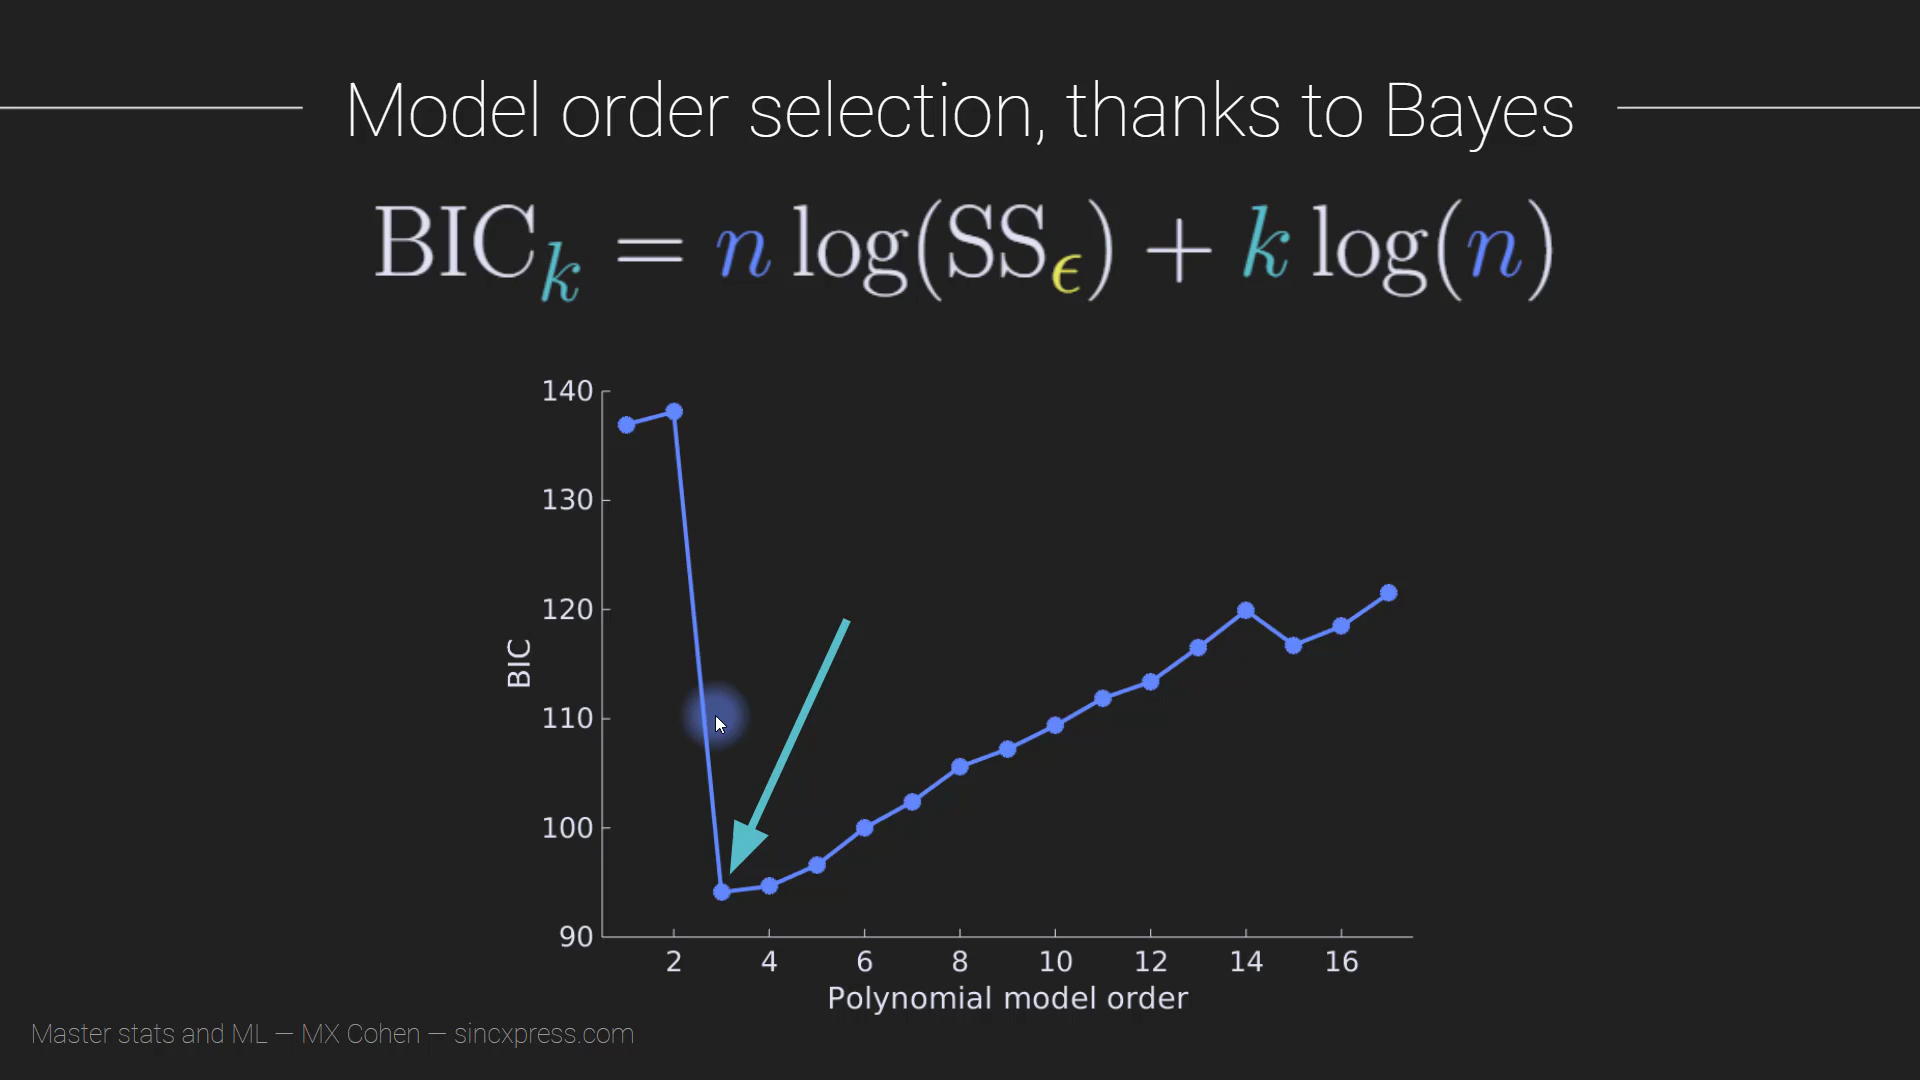 Model order selection, thanks to Bayes
BICₖ = n log(SS_ϵ) + k log(n)
140
130
120
110
100
90
BIC
2 4 6 8 10 12 14 16
Polynomial model order
Master stats and ML — MX Cohen — sincxpress.com